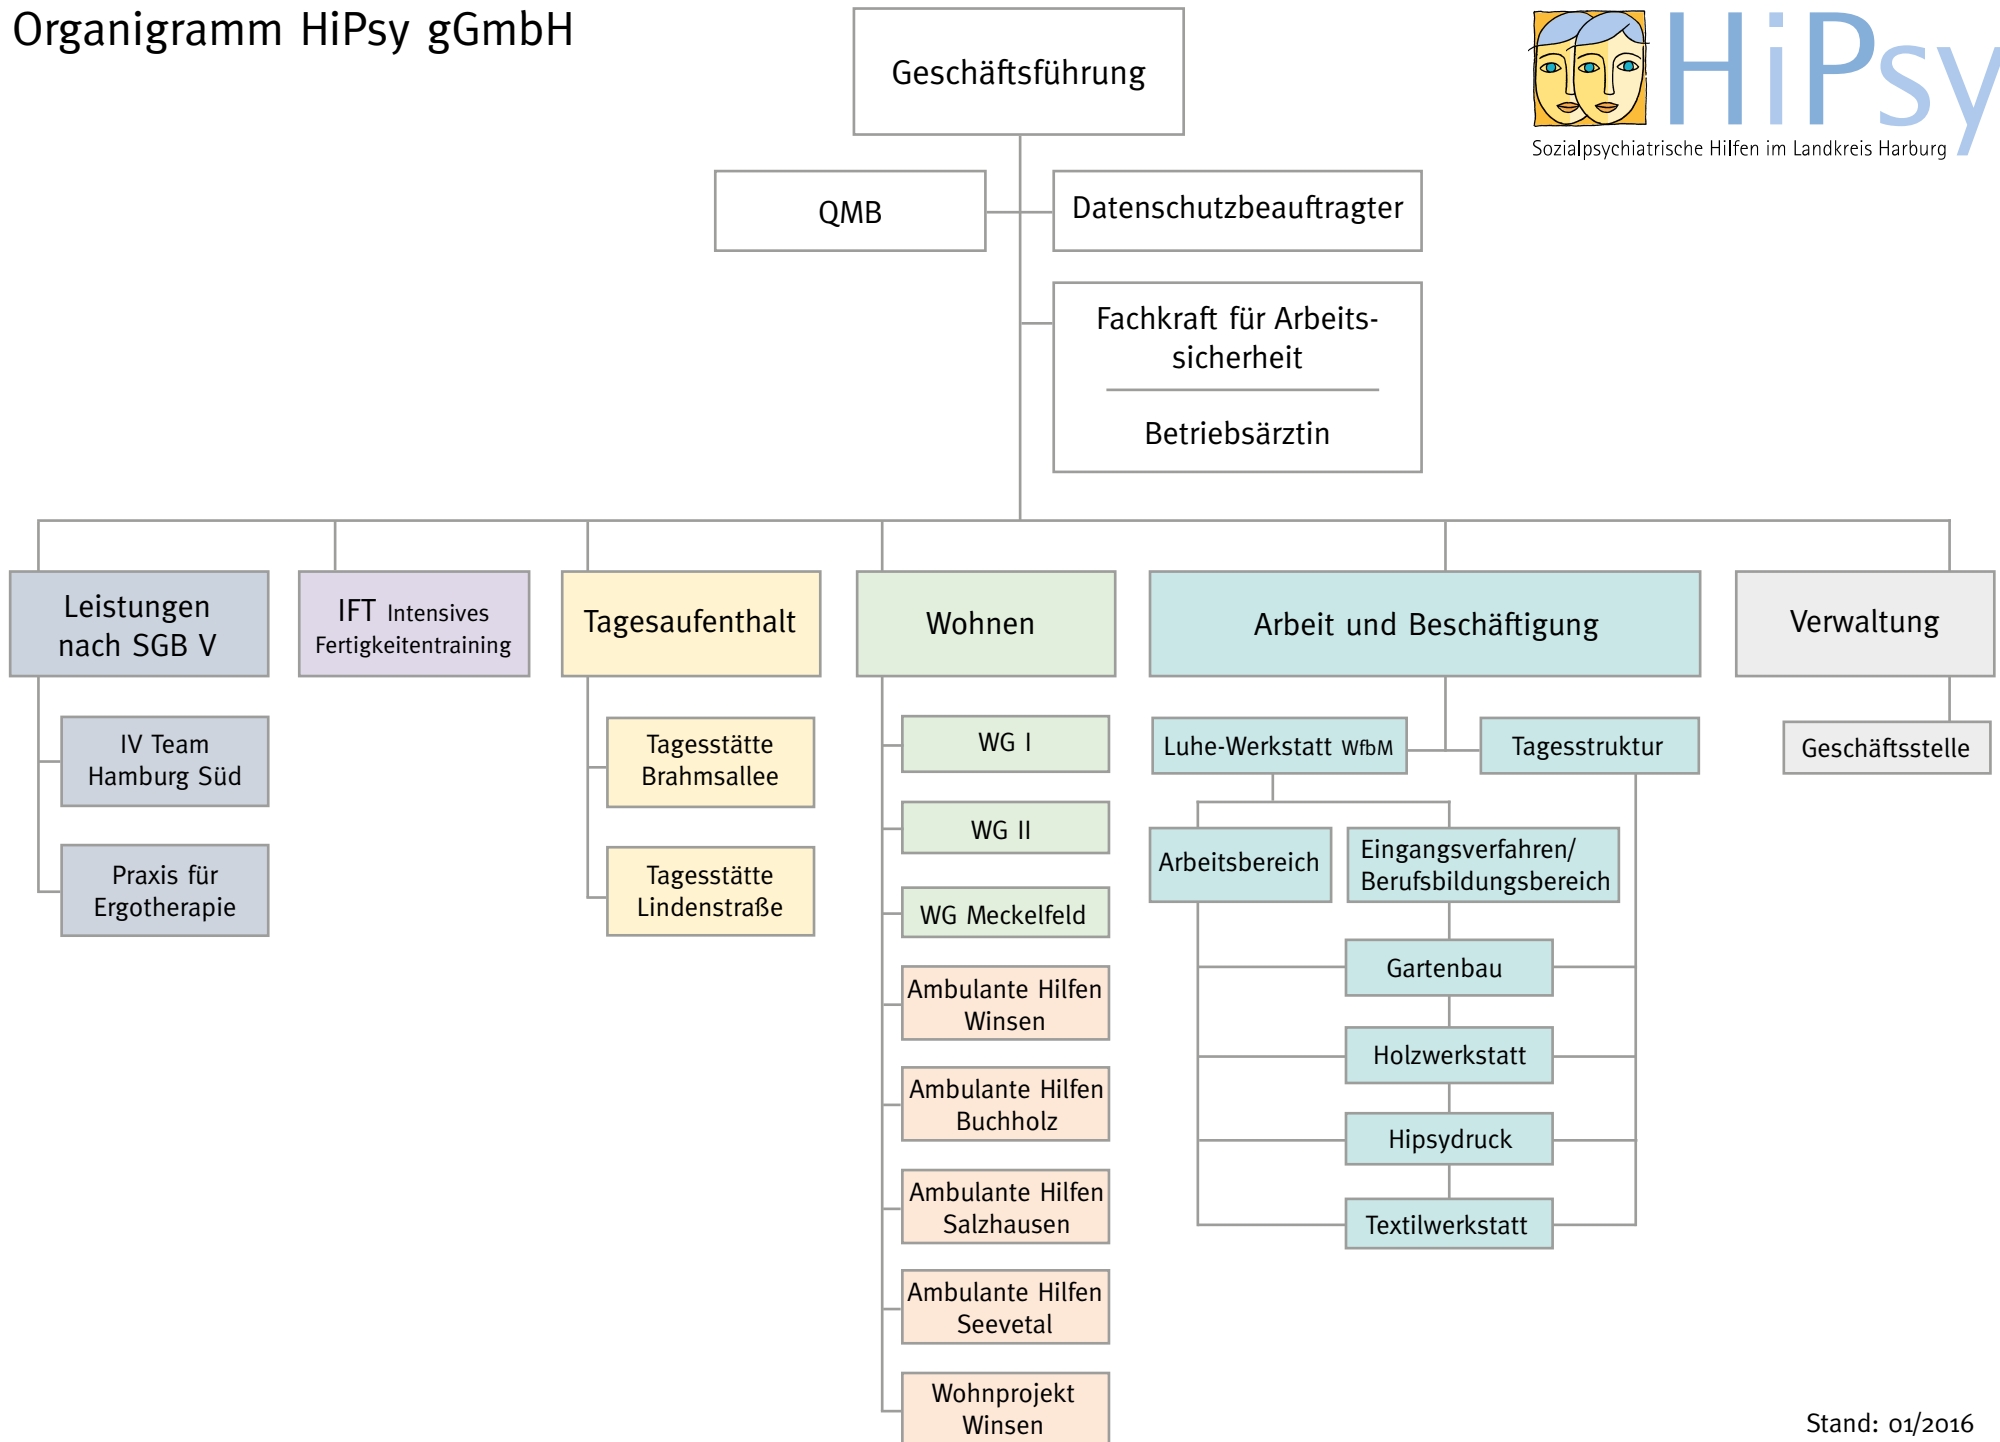 Organigramm HiPsy gGmbH
HiPsy
Sozialpsychiatrische Hilfen im Landkreis Harburg
Geschäftsführung
QMB
Datenschutzbeauftragter
Fachkraft für Arbeits-
sicherheit
Betriebsärztin
Leistungen
nach SGB V
IV Team
Hamburg Süd
Praxis für
Ergotherapie
IFT Intensives
Fertigkeitentraining
Tagesaufenthalt
Tagesstätte
Brahmsallee
Tagesstätte
Lindenstraße
Wohnen
WG I
WG II
WG Meckelfeld
Ambulante Hilfen
Winsen
Ambulante Hilfen
Buchholz
Ambulante Hilfen
Salzhausen
Ambulante Hilfen
Seevetal
Wohnprojekt
Winsen
Arbeit und Beschäftigung
Luhe-Werkstatt WfbM
Tagesstruktur
Arbeitsbereich
Eingangsverfahren/
Berufsbildungsbereich
Gartenbau
Holzwerkstatt
Hipsydruck
Textilwerkstatt
Verwaltung
Geschäftsstelle
Stand: 01/2016